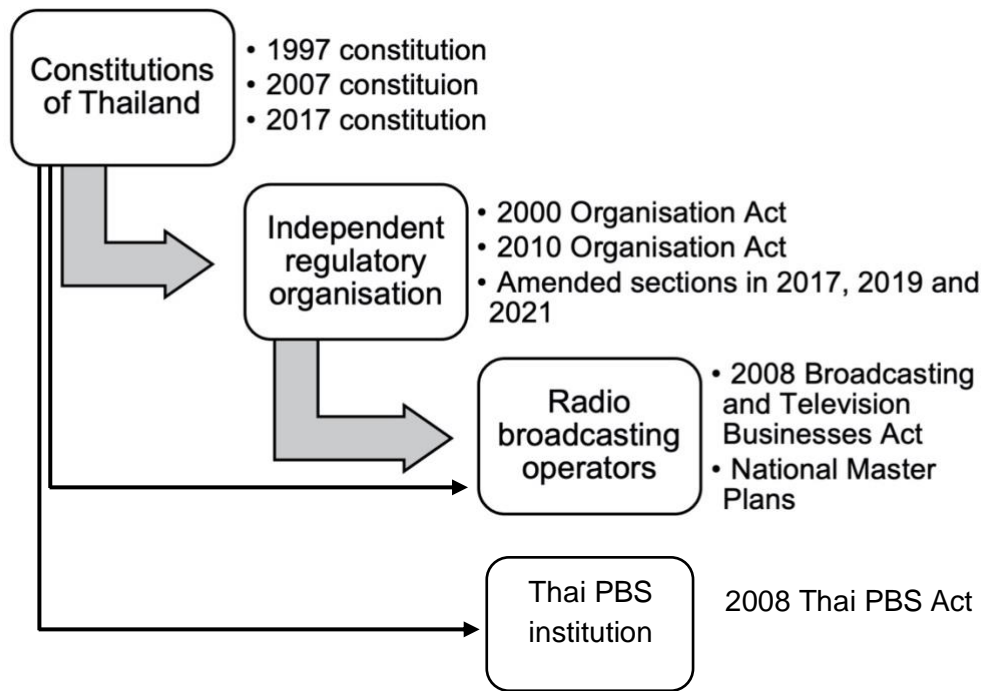 Constitutions
of Thailand
• 1997 constitution
• 2007 constituion
• 2017 constitution
Independent
regulatory
organisation
• 2000 Organisation Act
• 2010 Organisation Act
• Amended sections in 2017, 2019 and
2021
Radio
broadcasting
operators
• 2008 Broadcasting
and Television
Businesses Act
• National Master
Plans
Thai PBS
institution
2008 Thai PBS Act